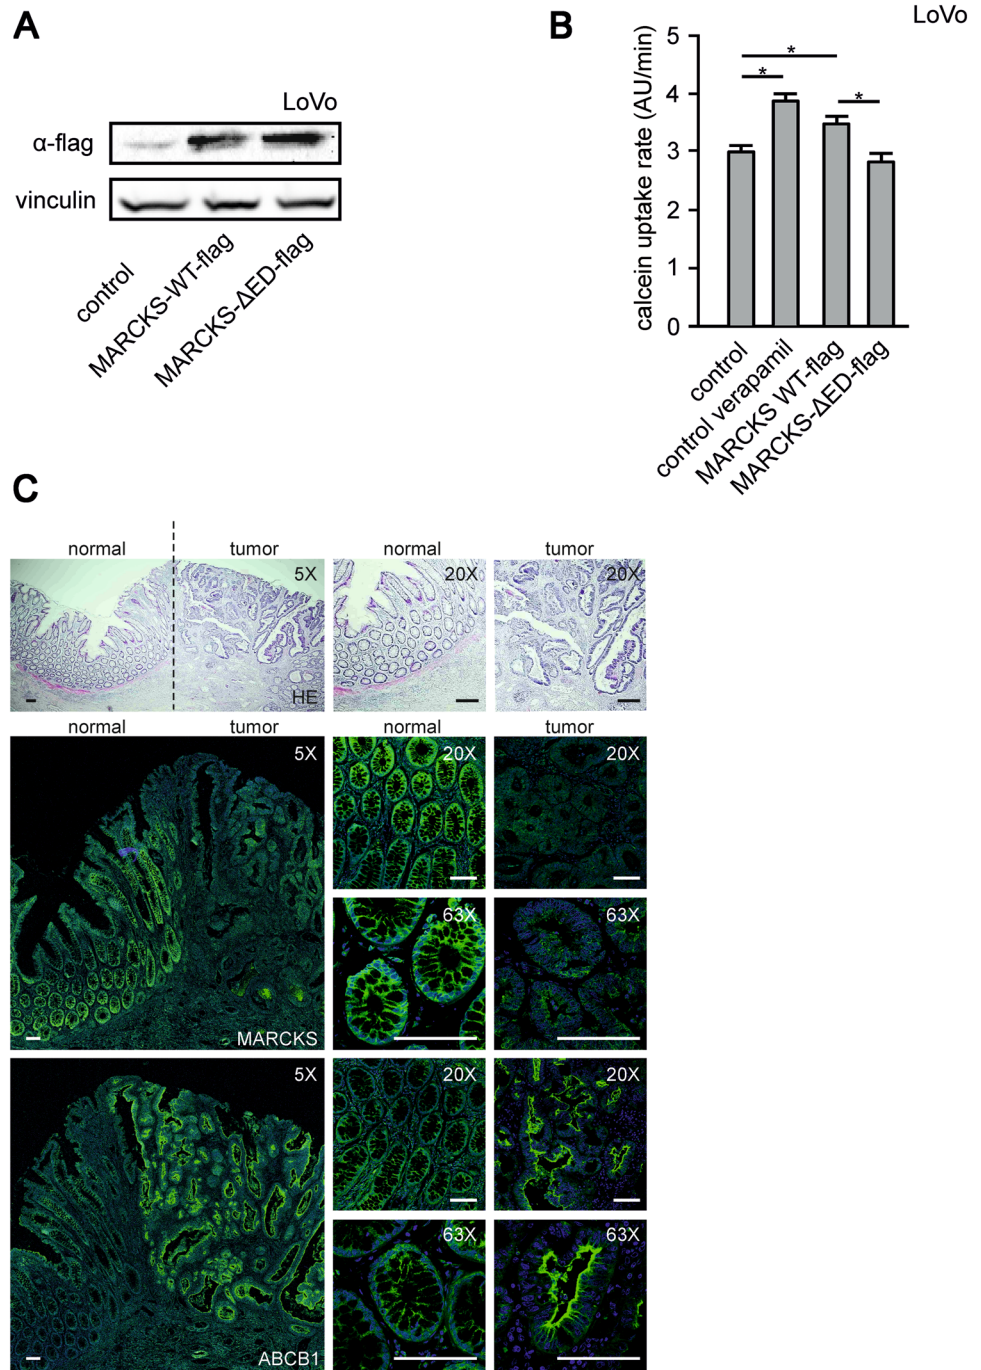 A
LoVo
α-flag
vinculin
control
MARCKS-WT-flag
MARCKS-ΔED-flag
B
LoVo
calcein uptake rate (AU/min)
5
4
3
2
1
0
*
*
*
control
control verapamil
MARCKS WT-flag
MARCKS-ΔED-flag
C
normal tumor normal tumor
5X 20X 20X
HE
normal tumor normal tumor
5X 20X 20X
63X 63X
MARCKS
5X 20X 20X
63X 63X
ABCB1